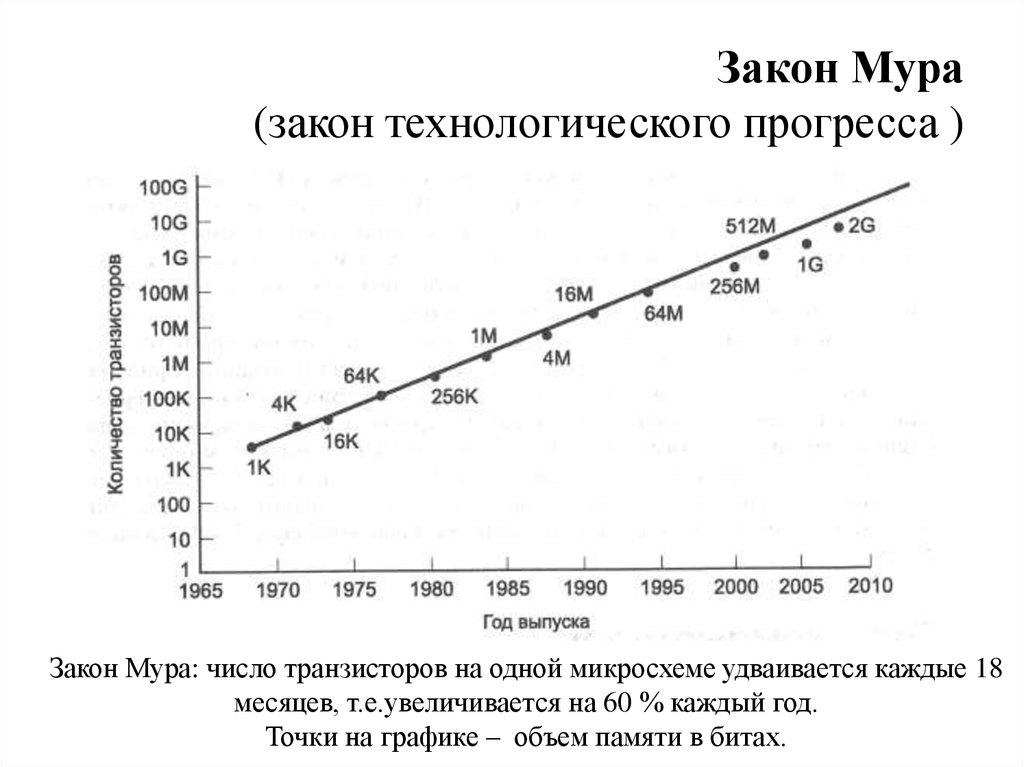 Закон Мура
(закон технологического прогресса )
100G
10G
1G
100M
10M
1M
100K
10K
1K
100
10
1
Количество транзисторов
1K
4K
16K
64K
256K
1M
4M
16M
64M
256M
512M
1G
2G
1965 1970 1975 1980 1985 1990 1995 2000 2005 2010
Год выпуска
Закон Мура: число транзисторов на одной микросхеме удваивается каждые 18
месяцев, т.е.увеличивается на 60 % каждый год.
Точки на графике – объем памяти в битах.